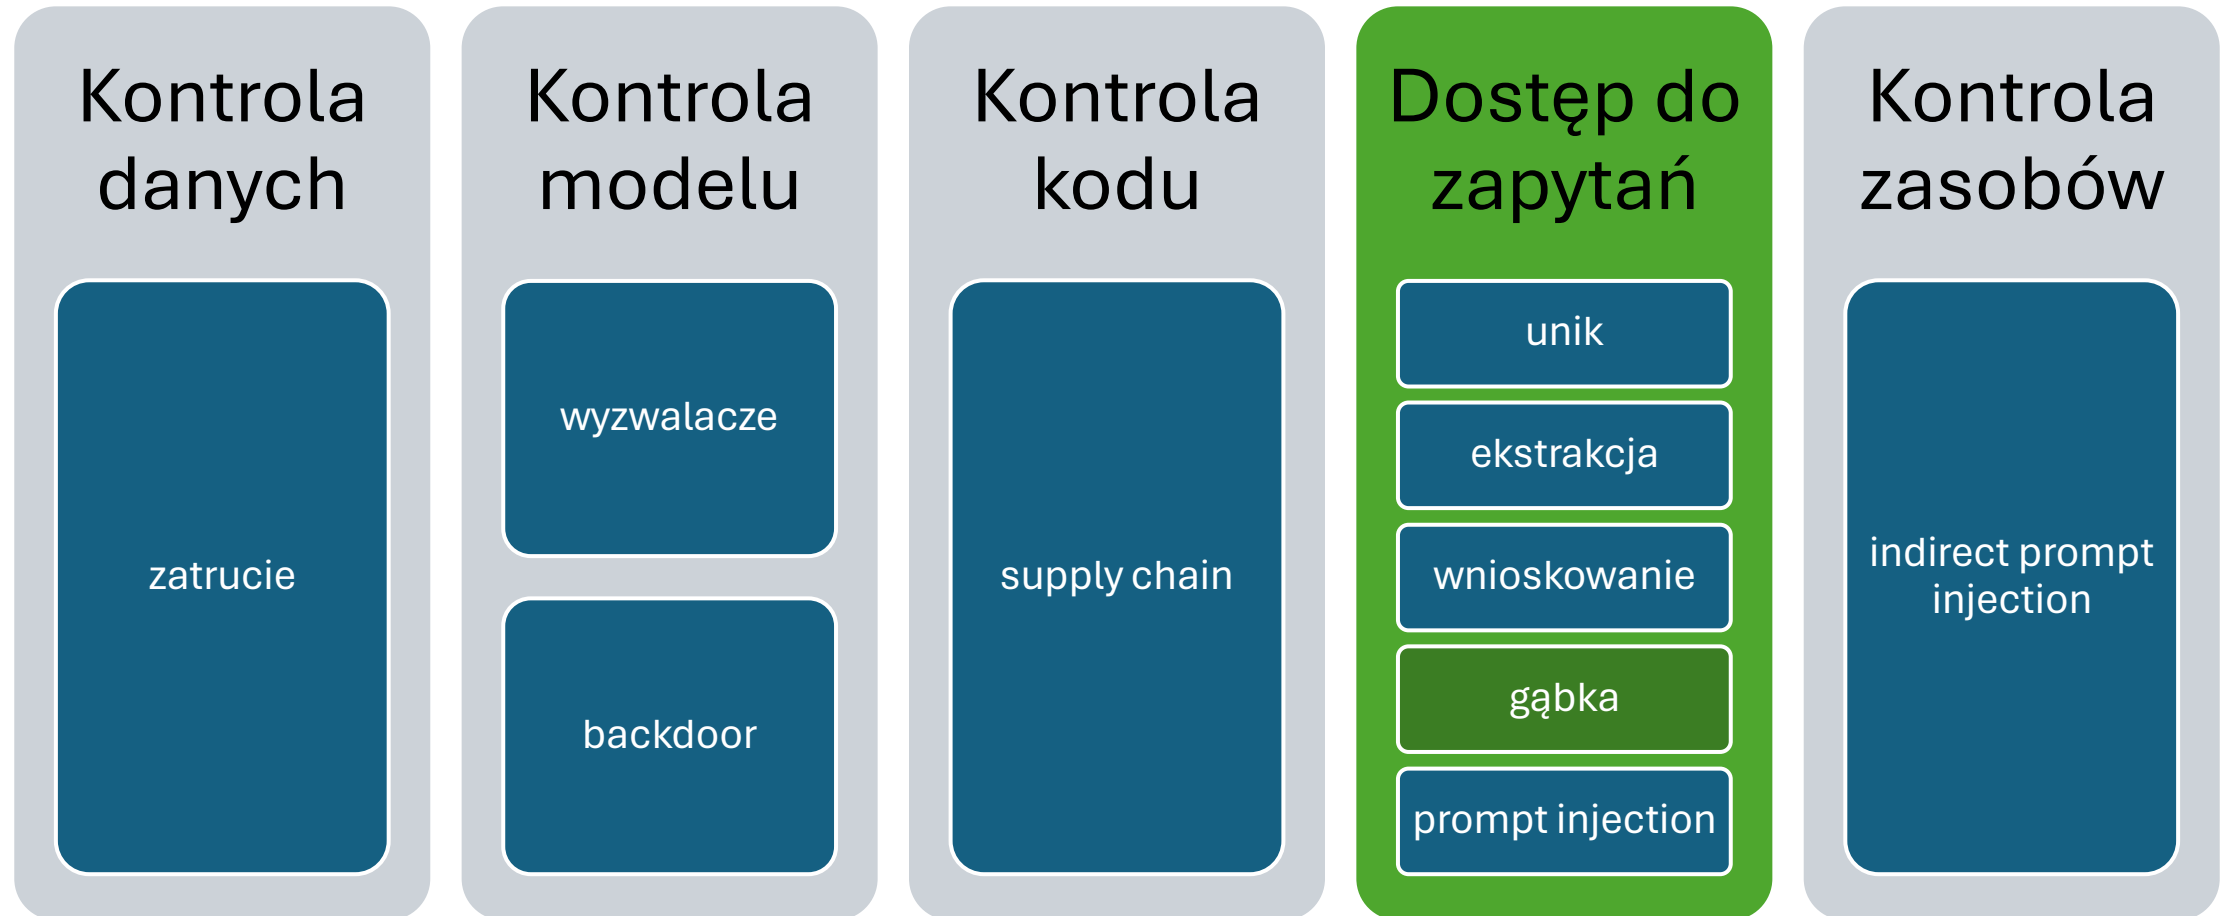 Kontrola
danych
zatrucie
Kontrola
modelu
wyzwalacze
backdoor
Kontrola
kodu
supply chain
Dostęp do
zapytań
unik
ekstrakcja
wnioskowanie
gąbka
prompt injection
Kontrola
zasobów
indirect prompt
injection